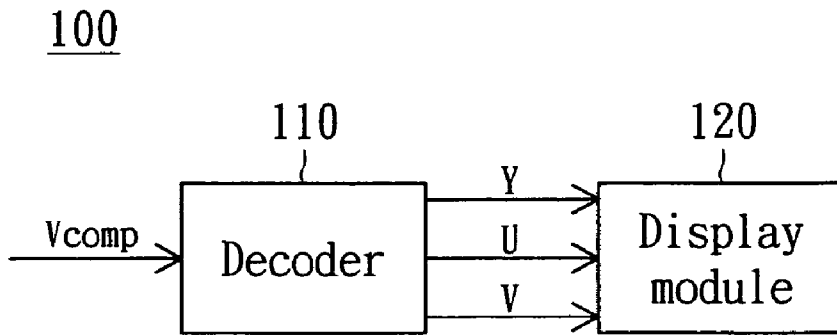 100
110
120
Vcomp
Decoder
Y
U
V
Display
module